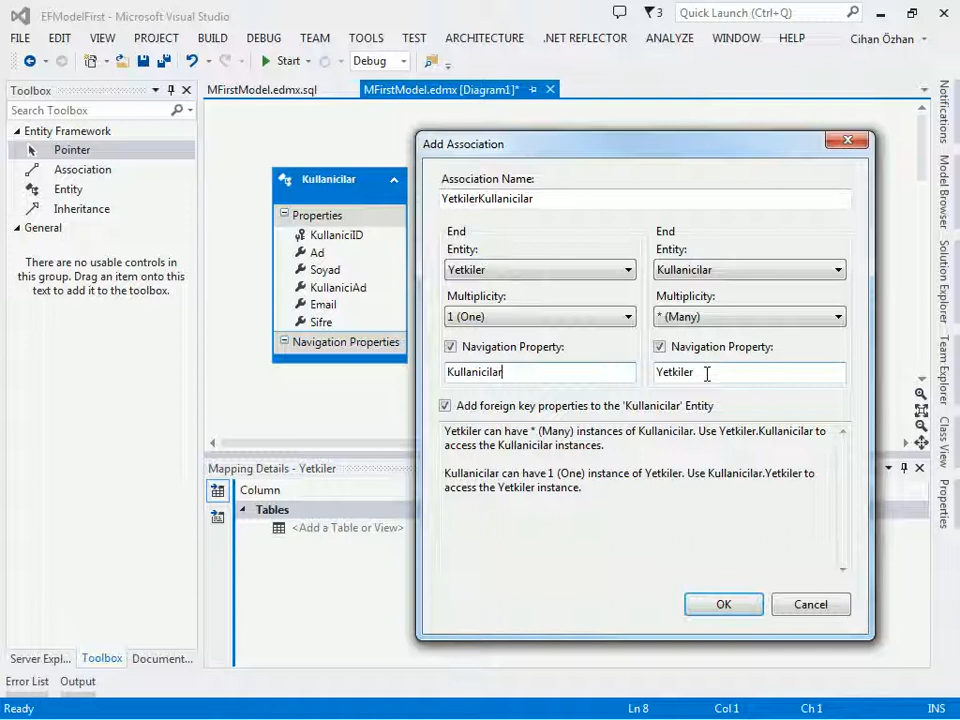 EFModelFirst - Microsoft Visual Studio
3
Quick Launch (Ctrl+Q)
FILE EDIT VIEW PROJECT BUILD DEBUG TEAM TOOLS TEST ARCHITECTURE .NET REFLECTOR ANALYZE WINDOW HELP Cihan Özhan
Start Debug
Toolbox
Search Toolbox
Entity Framework
Pointer
Association
Entity
Inheritance
General
There are no usable controls in
this group. Drag an item onto this
text to add it to the toolbox.
Server Expl... Toolbox Document...
Error List Output
MFirstModel.edmx.sql MFirstModel.edmx [Diagram1]*
Kullanicilar
Properties
KullaniciID
Ad
Soyad
KullaniciAd
Email
Sifre
Navigation Properties
Mapping Details - Yetkiler
Column
Tables
<Add a Table or View>
Add Association
Association Name:
YetkilerKullanicilar
End End
Entity: Entity:
Yetkiler Kullanicilar
Multiplicity: Multiplicity:
1 (One) * (Many)
Navigation Property: Navigation Property:
Kullanicilar Yetkiler
Add foreign key properties to the 'Kullanicilar' Entity
Yetkiler can have * (Many) instances of Kullanicilar. Use Yetkiler.Kullanicilar to
access the Kullanicilar instances.
Kullanicilar can have 1 (One) instance of Yetkiler. Use Kullanicilar.Yetkiler to
access the Yetkiler instance.
OK Cancel
Notifications
Model Browser
Solution Explorer
Team Explorer
Class View
Properties
Ready Ln 8 Col 1 Ch 1 INS